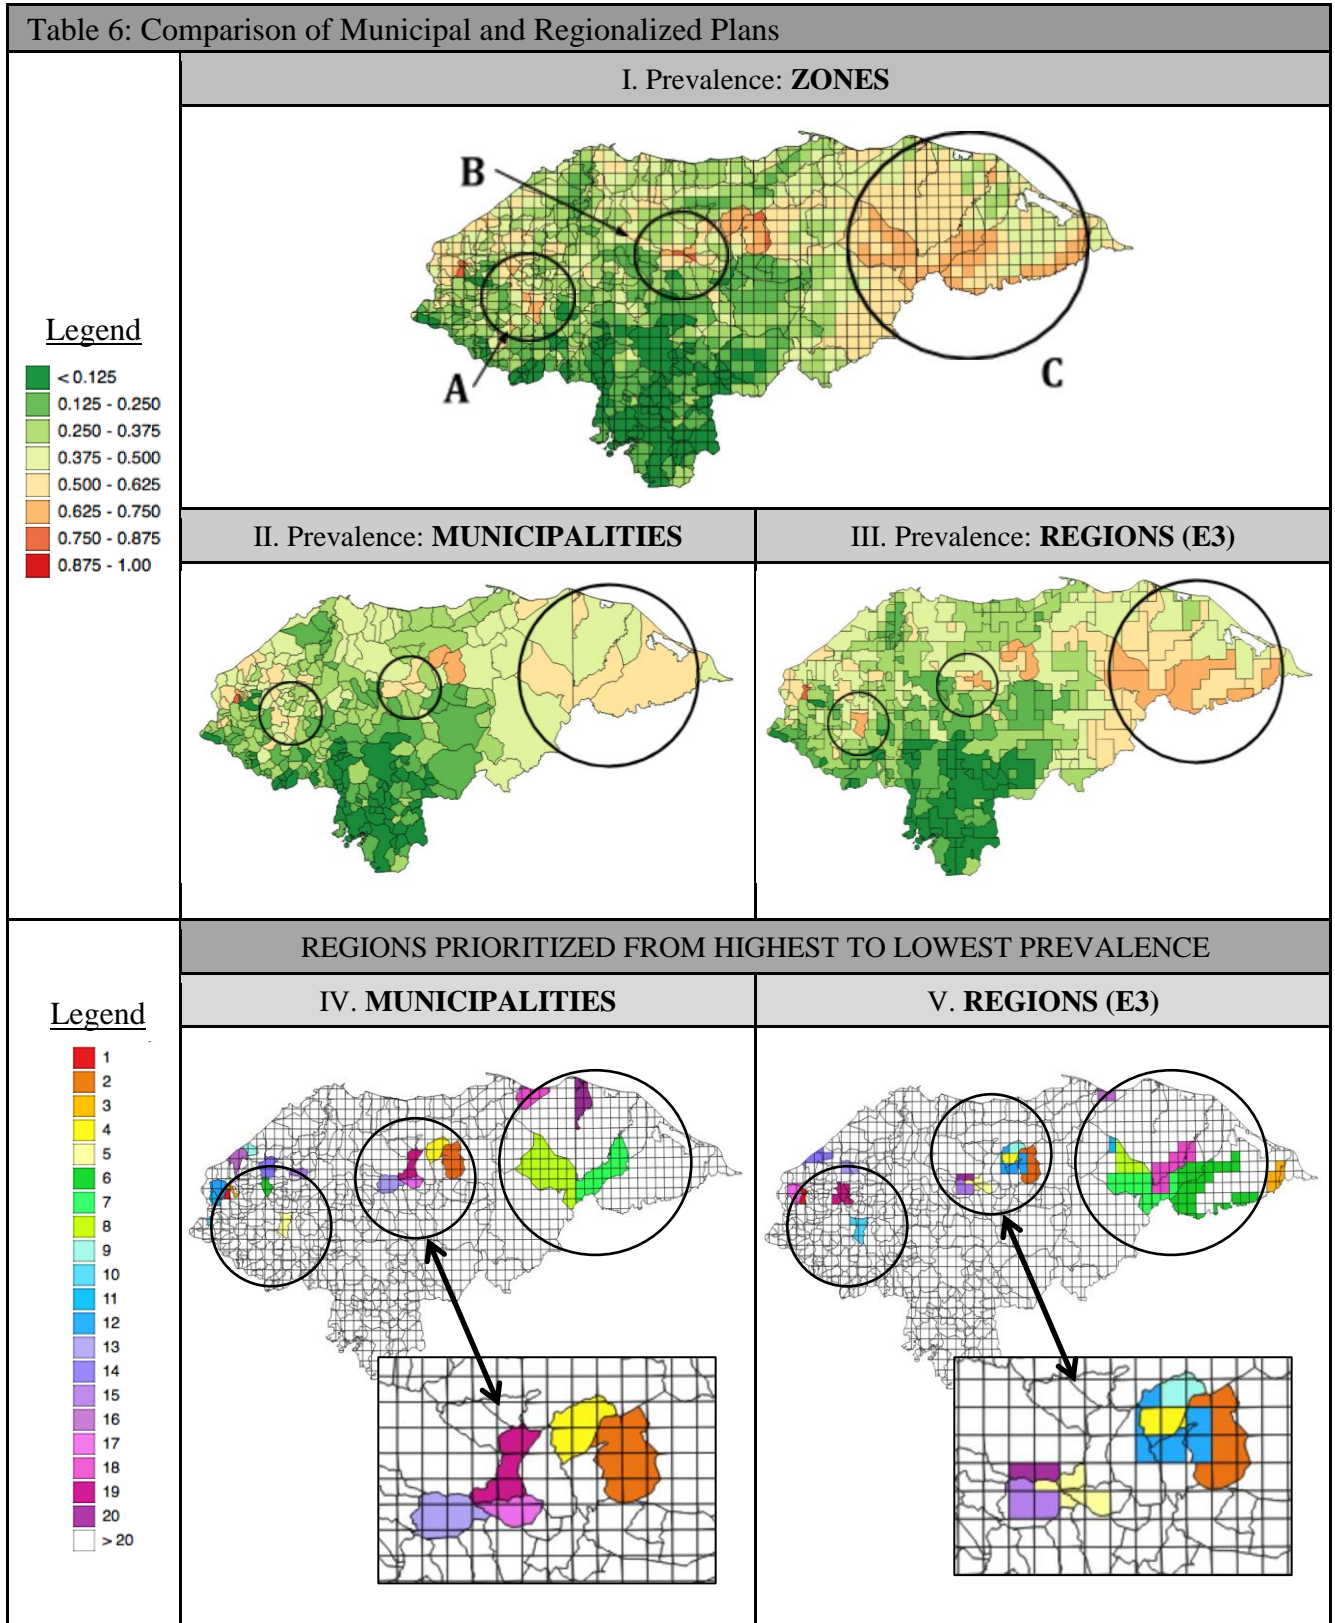 Table 6: Comparison of Municipal and Regionalized Plans
I. Prevalence: ZONES
Legend
< 0.125
0.125 - 0.250
0.250 - 0.375
0.375 - 0.500
0.500 - 0.625
0.625 - 0.750
0.750 - 0.875
0.875 - 1.00
B
A
C
II. Prevalence: MUNICIPALITIES
III. Prevalence: REGIONS (E3)
REGIONS PRIORITIZED FROM HIGHEST TO LOWEST PREVALENCE
IV. MUNICIPALITIES
V. REGIONS (E3)
Legend
1
2
3
4
5
6
7
8
9
10
11
12
13
14
15
16
17
18
19
20
> 20